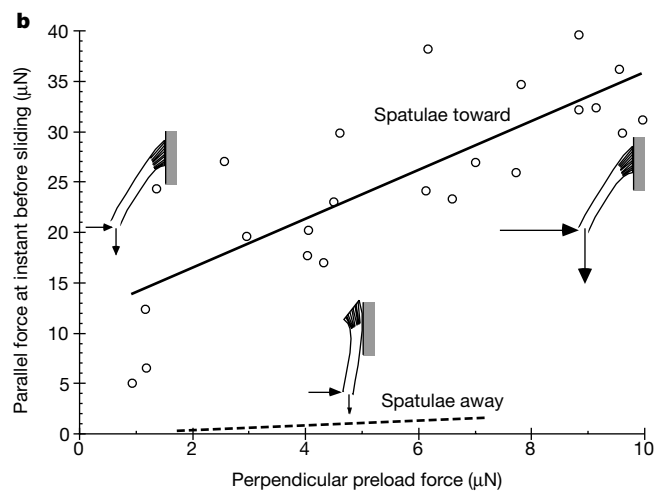 b
40
35
30
25
20
15
10
5
0
Parallel force at instant before sliding (μN)
Spatulae toward
Spatulae away
0 2 4 6 8 10
Perpendicular preload force (μN)